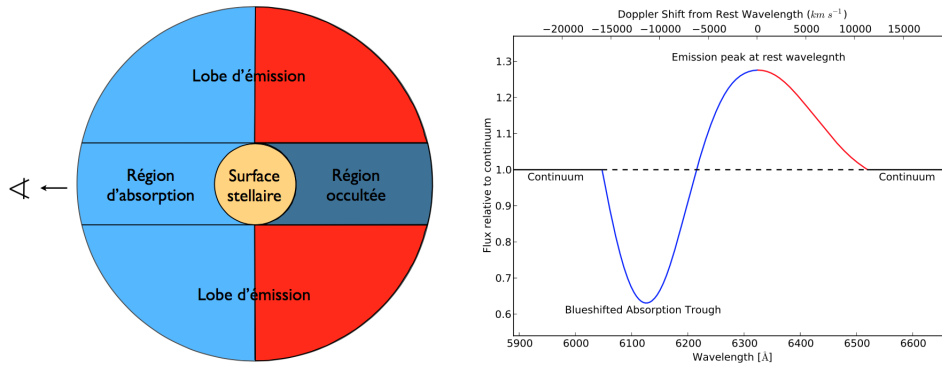 Lobe d'émission
Région
d'absorption
Surface
stellaire
Région
occultée
Lobe d'émission
Doppler Shift from Rest Wavelength (km s⁻¹)
−20000 −15000 −10000 −5000 0 5000 10000 15000
Emission peak at rest wavelegnth
1.3
1.2
1.1
1.0
0.9
0.8
0.7
0.6
Flux relative to continuum
Continuum
Continuum
Blueshifted Absorption Trough
5900 6000 6100 6200 6300 6400 6500 6600
Wavelength [Å]